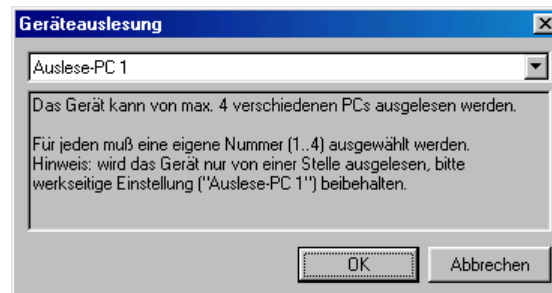 Geräteauslesung
Auslese-PC 1
Das Gerät kann von max. 4 verschiedenen PCs ausgelesen werden.
Für jeden muß eine eigene Nummer (1..4) ausgewählt werden.
Hinweis: wird das Gerät nur von einer Stelle ausgelesen, bitte
werkseitige Einstellung ("Auslese-PC 1") beibehalten.
OK
Abbrechen